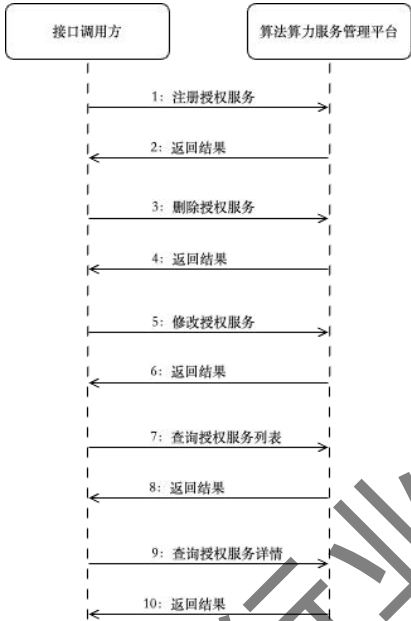 接口调用方
算法算力服务管理平台
1：注册授权服务
2：返回结果
3：删除授权服务
4：返回结果
5：修改授权服务
6：返回结果
7：查询授权服务列表
8：返回结果
9：查询授权服务详情
10：返回结果
业